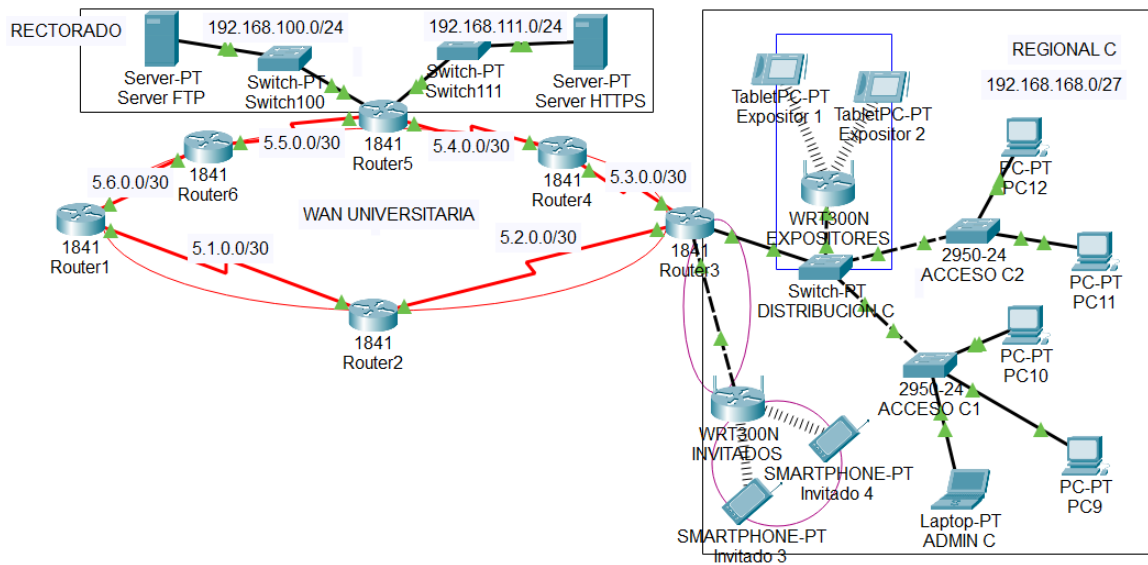 RECTORADO
192.168.100.0/24
192.168.111.0/24
Server-PT
Server FTP
Switch-PT
Switch100
Switch-PT
Switch111
Server-PT
Server HTTPS
1841
Router5
5.5.0.0/30
5.4.0.0/30
1841
Router6
1841
Router4
5.6.0.0/30
5.3.0.0/30
WAN UNIVERSITARIA
1841
Router1
5.1.0.0/30
5.2.0.0/30
1841
Router2
1841
Router3
REGIONAL C
192.168.168.0/27
TabletPC-PT
Expositor 1
TabletPC-PT
Expositor 2
WRT300N
EXPOSITORES
PC-PT
PC12
2950-24
ACCESO C2
PC-PT
PC11
Switch-PT
DISTRIBUCION C
PC-PT
PC10
2950-24
ACCESO C1
PC-PT
PC9
Laptop-PT
ADMIN C
WRT300N
INVITADOS
SMARTPHONE-PT
Invitado 4
SMARTPHONE-PT
Invitado 3